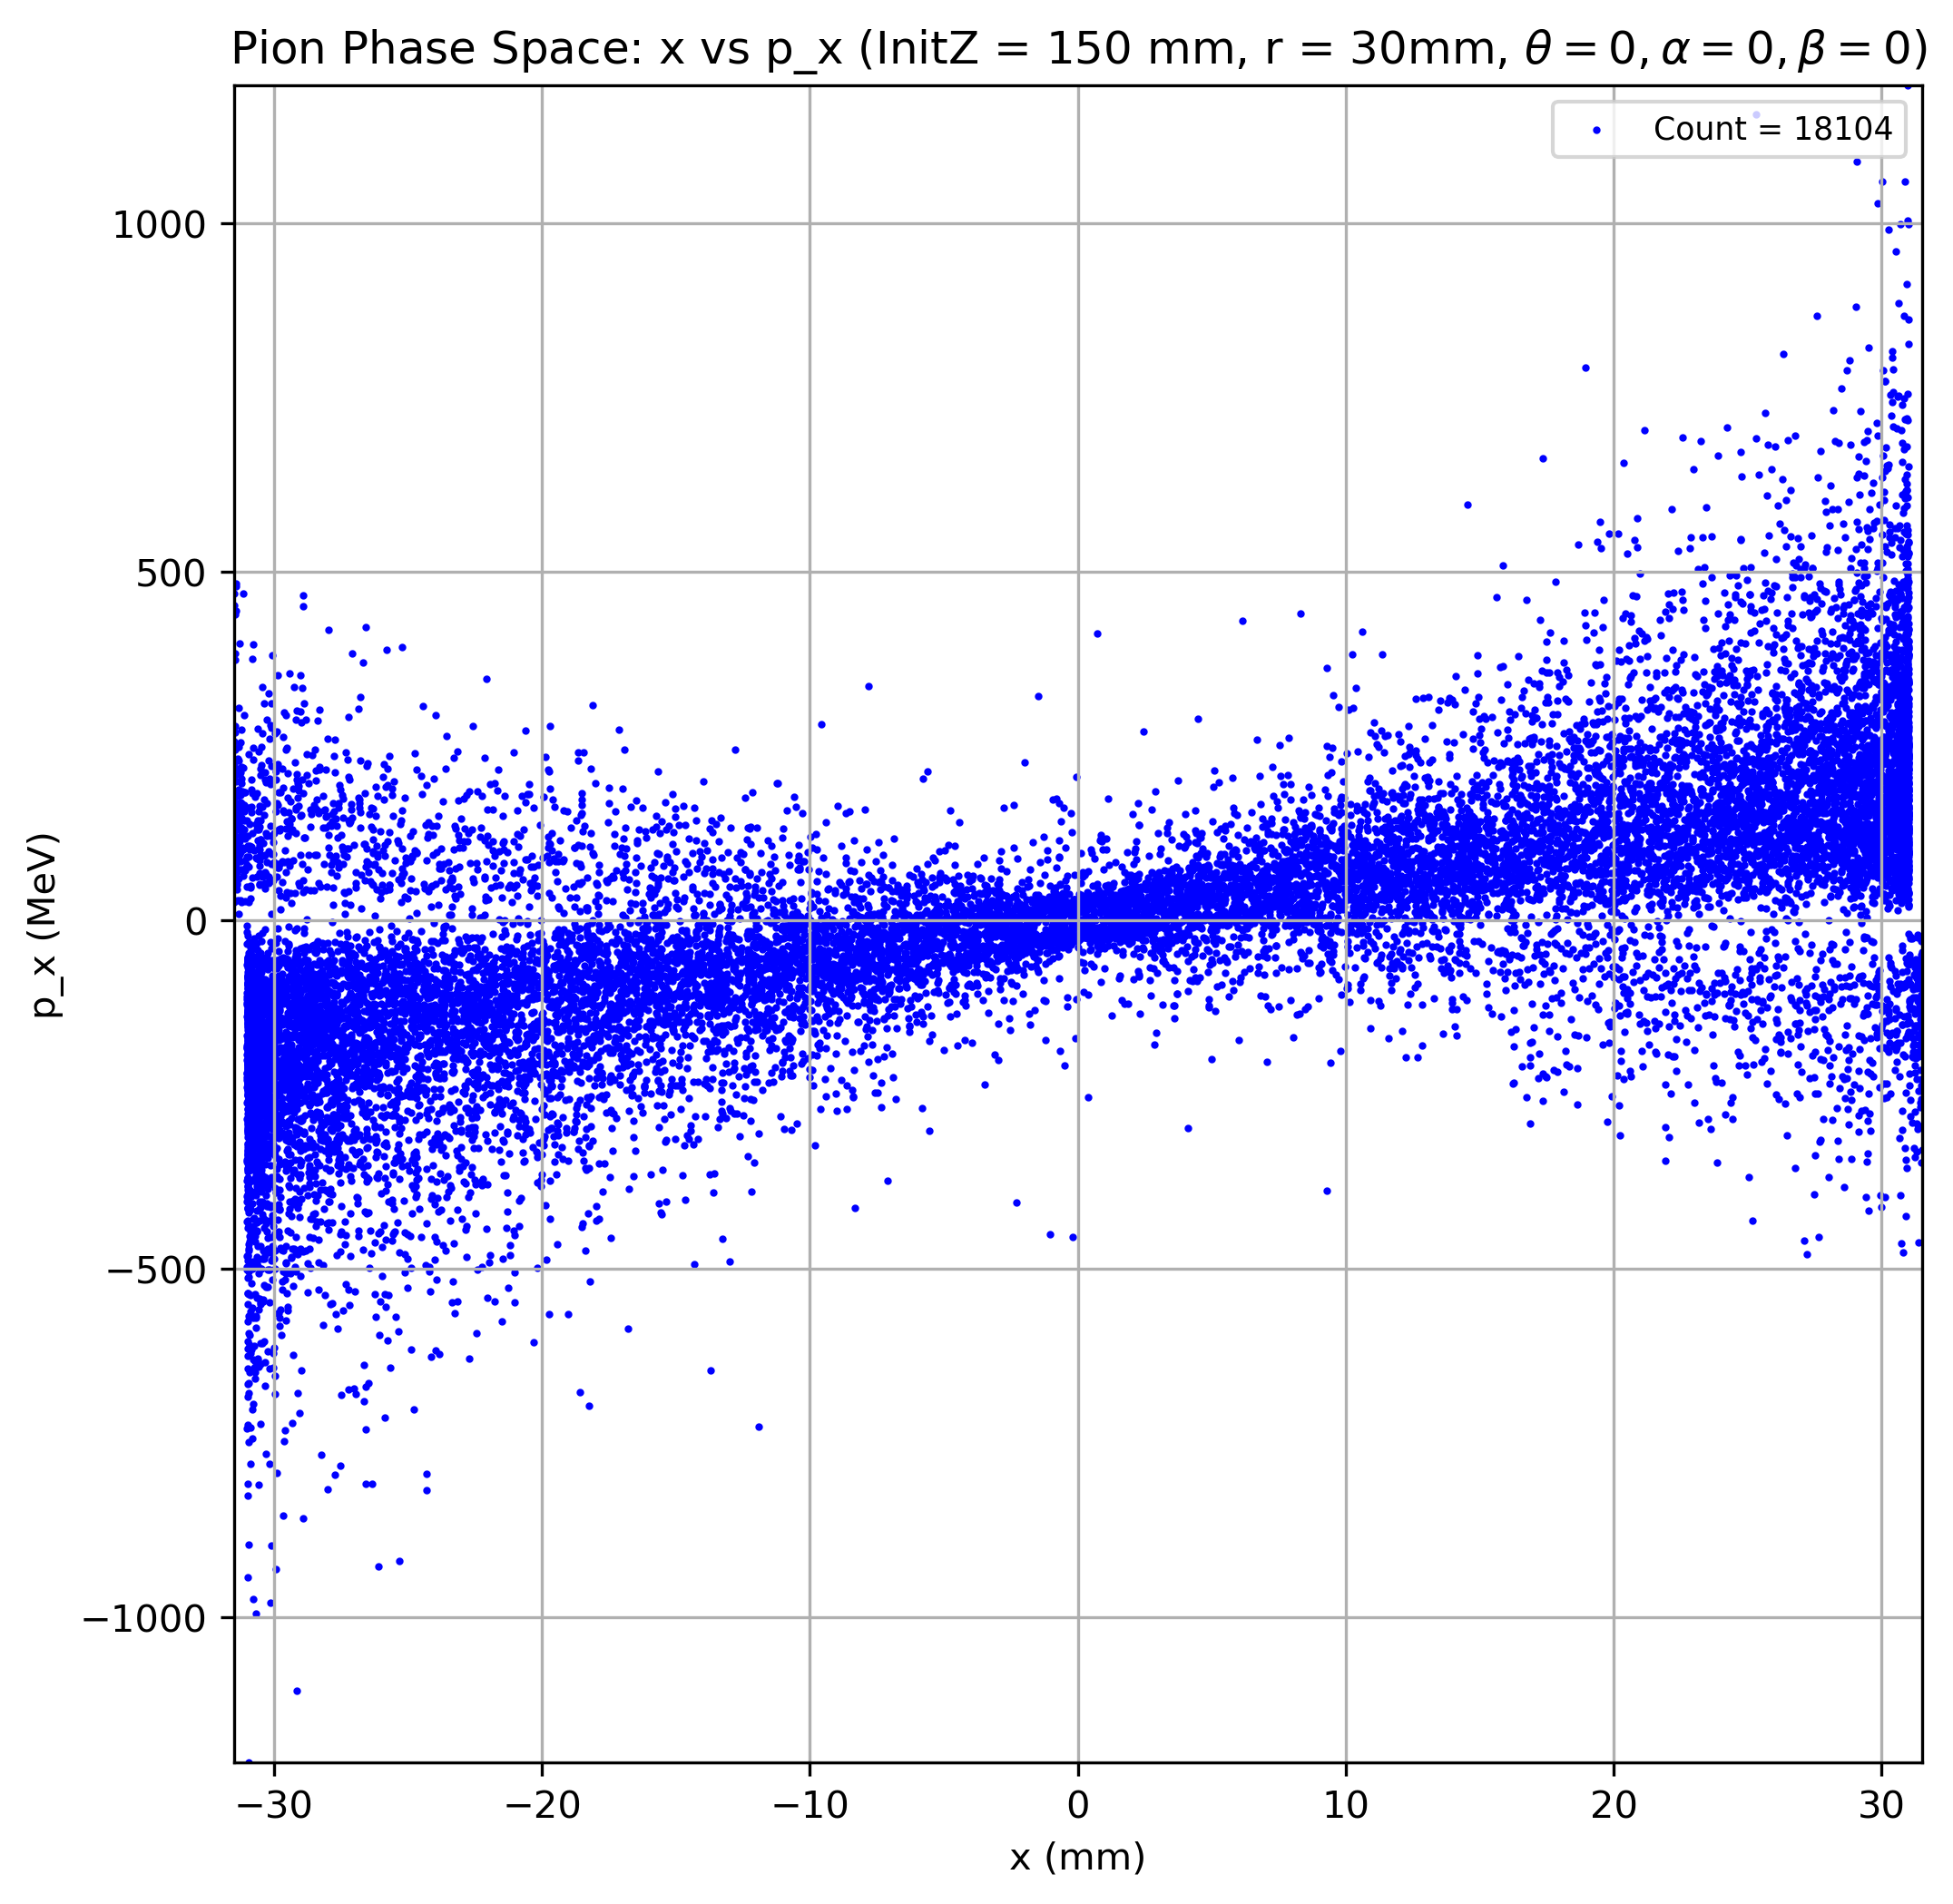 Pion Phase Space: x vs p_x (InitZ = 150 mm, r = 30mm, θ = 0, α = 0, β = 0)
Count = 18104
1000
500
0
−500
−1000
p_x (MeV)
−30 −20 −10 0 10 20 30
x (mm)